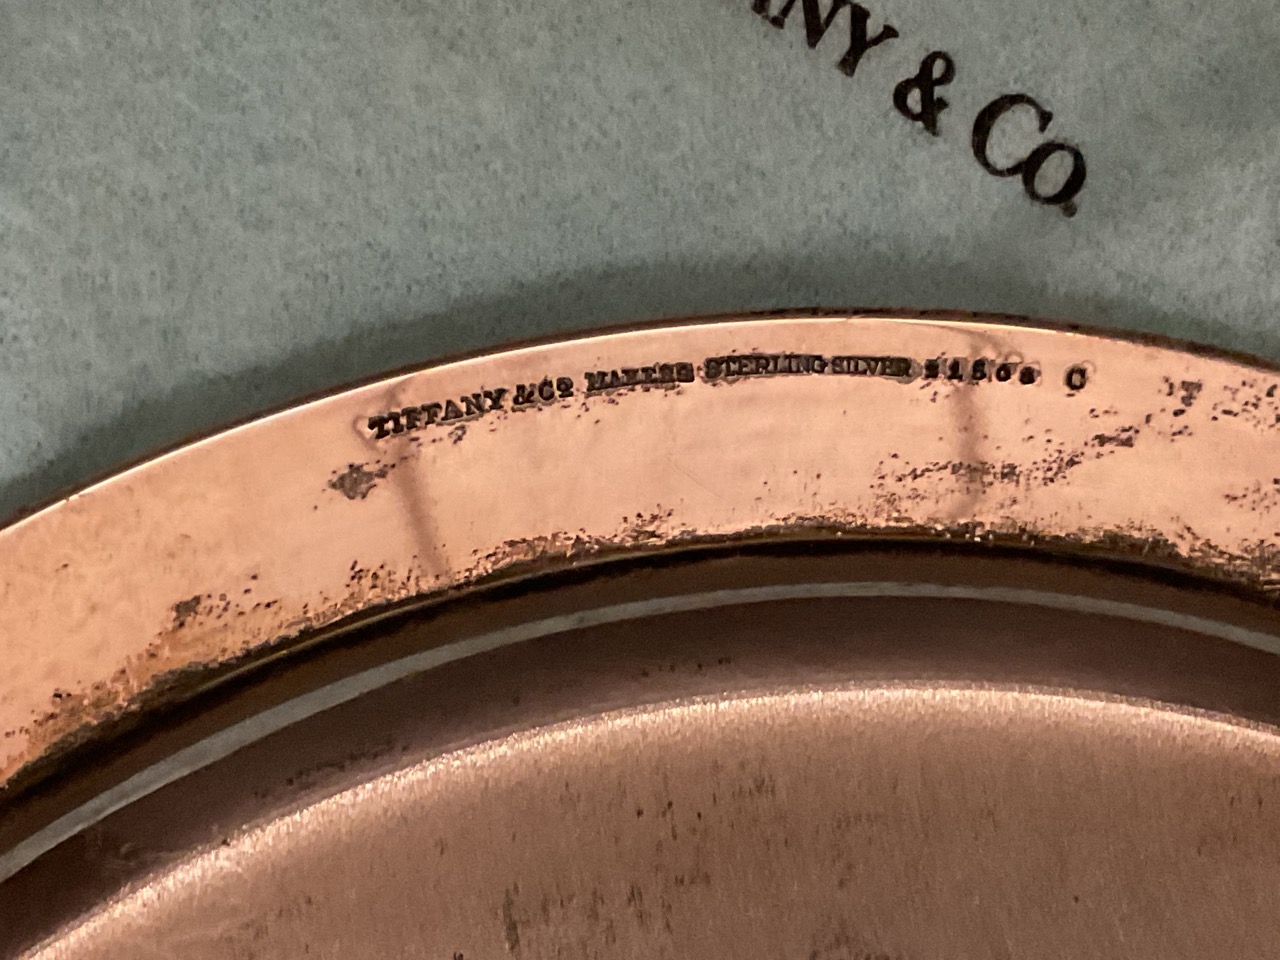 NY & CO.
TIFFANY & CO MAKERS STERLING SILVER C